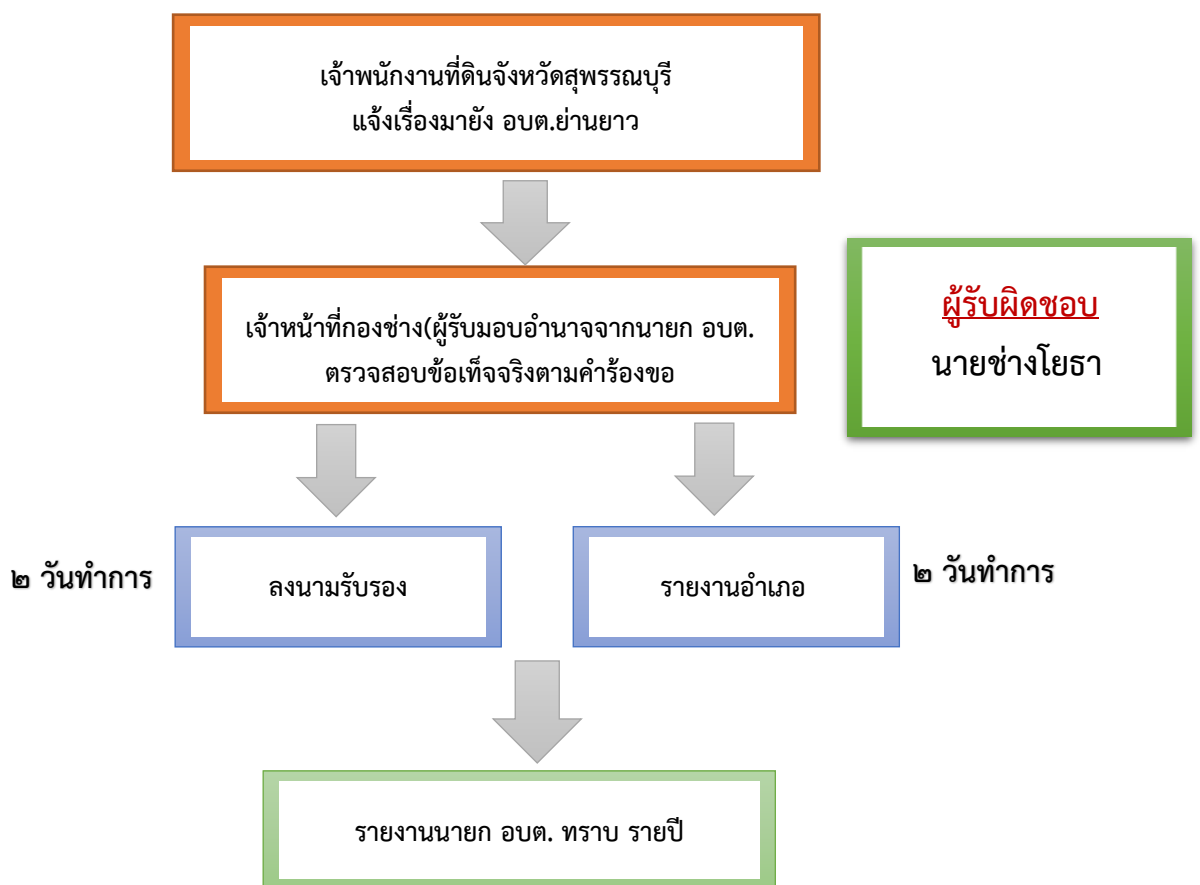 เจ้าพนักงานที่ดินจังหวัดสุพรรณบุรี
แจ้งเรื่องมายัง อบต.ย่านยาว
เจ้าหน้าที่กองช่าง(ผู้รับมอบอำนาจจากนายก อบต.
ตรวจสอบข้อเท็จจริงตามคำร้องขอ
ผู้รับผิดชอบ
นายช่างโยธา
๒ วันทำการ
ลงนามรับรอง
รายงานอำเภอ
๒ วันทำการ
รายงานนายก อบต. ทราบ รายปี